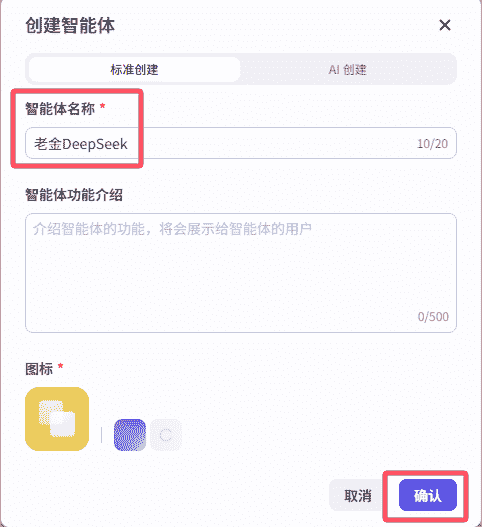 创建智能体
标准创建 AI 创建
智能体名称 *
老金DeepSeek 10/20
智能体功能介绍
介绍智能体的功能，将会展示给智能体的用户
0/500
图标 *
取消 确认